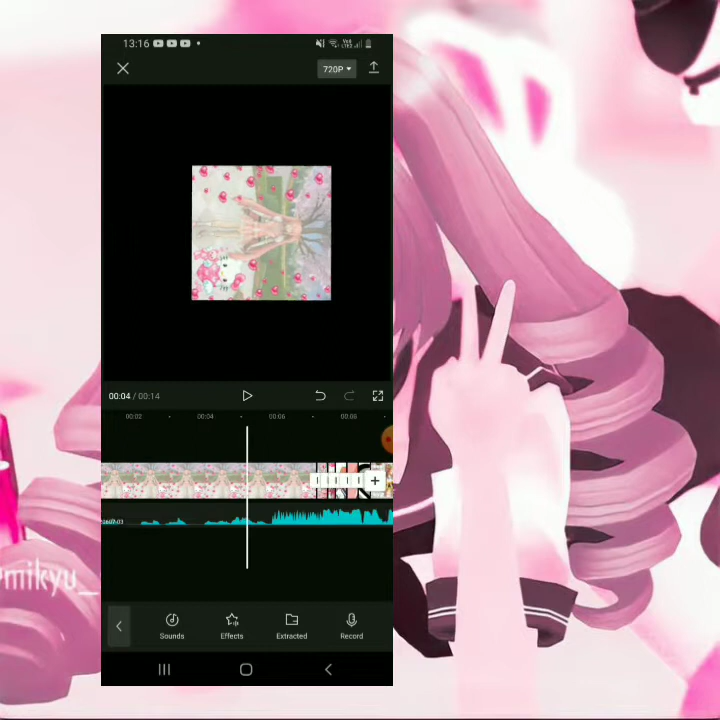 13:16
720P
00:04 / 00:14
00:02
00:04
00:06
00:08
mikyu_
Sounds
Effects
Extracted
Record